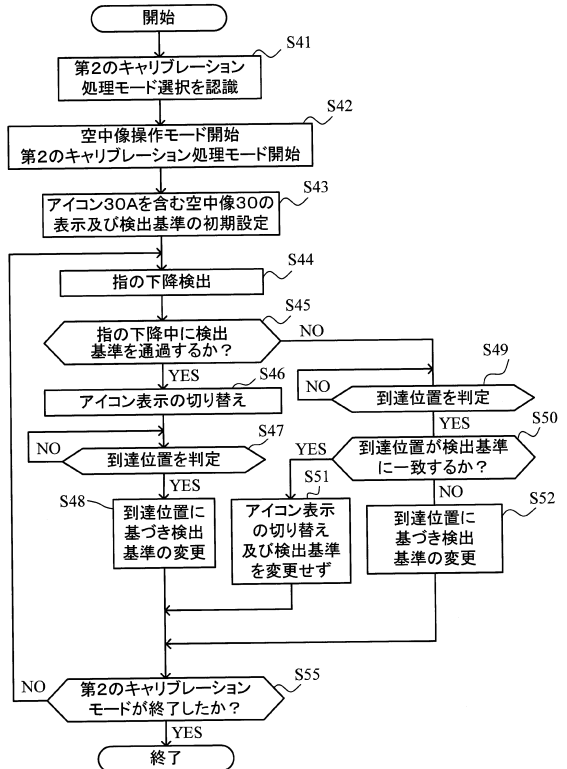 開始
S41
第2のキャリブレーション
処理モード選択を認識
S42
空中像操作モード開始
第2のキャリブレーション処理モード開始
S43
アイコン30Aを含む空中像30の
表示及び検出基準の初期設定
S44
指の下降検出
S45
指の下降中に検出
基準を通過するか?
NO
YES
S46
アイコン表示の切り替え
S47
NO
到達位置を判定
YES
S48
到達位置に
基づき検出
基準の変更
S49
NO
到達位置を判定
YES
S50
到達位置が検出基準
に一致するか?
YES
S51
アイコン表示
の切り替え
及び検出基準
を変更せず
NO
S52
到達位置に
基づき検出
基準の変更
S55
第2のキャリブレーション
モードが終了したか?
NO
YES
終了